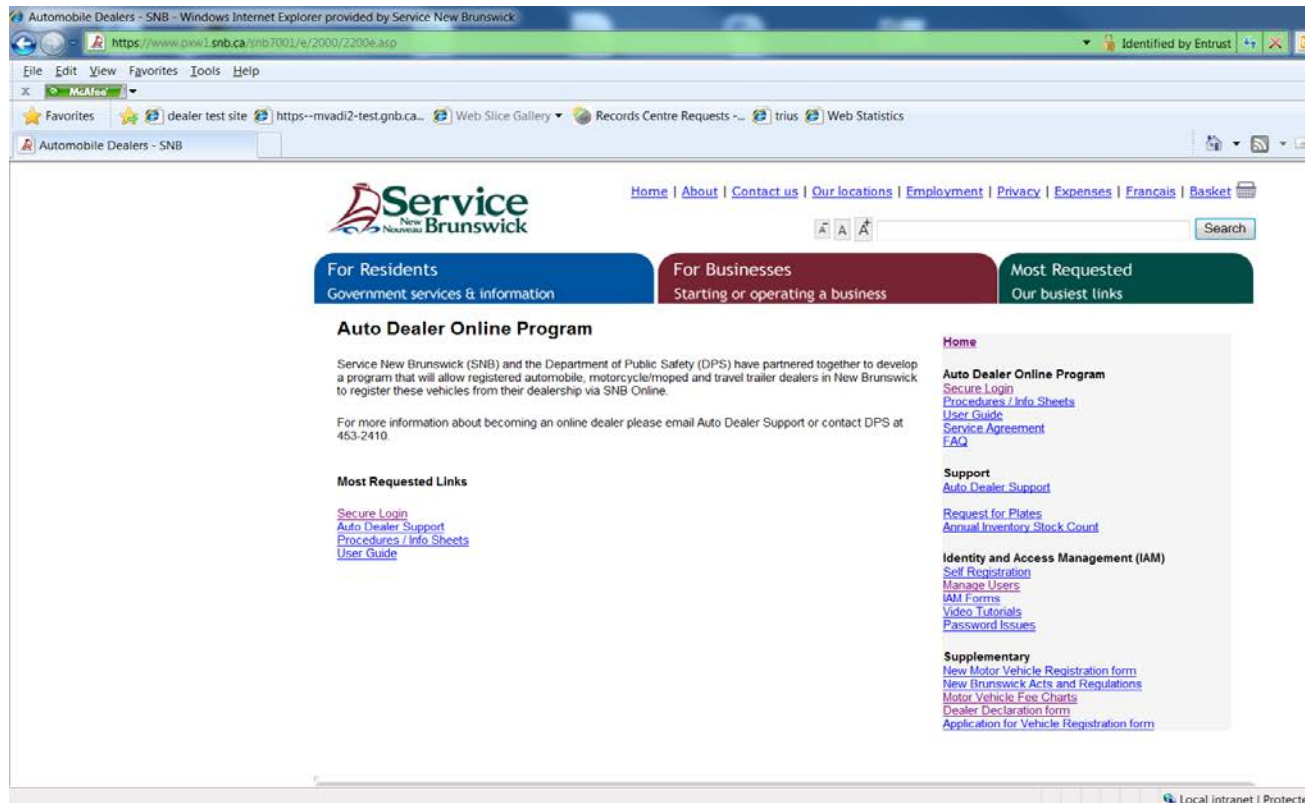 Automobile Dealers - SNB - Windows Internet Explorer provided by Service New Brunswick
https://www.pxw1.snb.ca/snb7001/e/2000/2200e.asp
Identified by Entrust
File Edit View Favorites Tools Help
X McAfee
Favorites dealer test site https--mvadi2-test.gnb.ca... Web Slice Gallery Records Centre Requests -... trius Web Statistics
Automobile Dealers - SNB
Service
New
Nouveau Brunswick
Home | About | Contact us | Our locations | Employment | Privacy | Expenses | Français | Basket
A A A
Search
For Residents
Government services & information
For Businesses
Starting or operating a business
Most Requested
Our busiest links
Auto Dealer Online Program
Service New Brunswick (SNB) and the Department of Public Safety (DPS) have partnered together to develop
a program that will allow registered automobile, motorcycle/moped and travel trailer dealers in New Brunswick
to register these vehicles from their dealership via SNB Online.
For more information about becoming an online dealer please email Auto Dealer Support or contact DPS at
453-2410.
Most Requested Links
Secure Login
Auto Dealer Support
Procedures / Info Sheets
User Guide
Home
Auto Dealer Online Program
Secure Login
Procedures / Info Sheets
User Guide
Service Agreement
FAQ
Support
Auto Dealer Support
Request for Plates
Annual Inventory Stock Count
Identity and Access Management (IAM)
Self Registration
Manage Users
IAM Forms
Video Tutorials
Password Issues
Supplementary
New Motor Vehicle Registration form
New Brunswick Acts and Regulations
Motor Vehicle Fee Charts
Dealer Declaration form
Application for Vehicle Registration form
Local intranet | Protecte